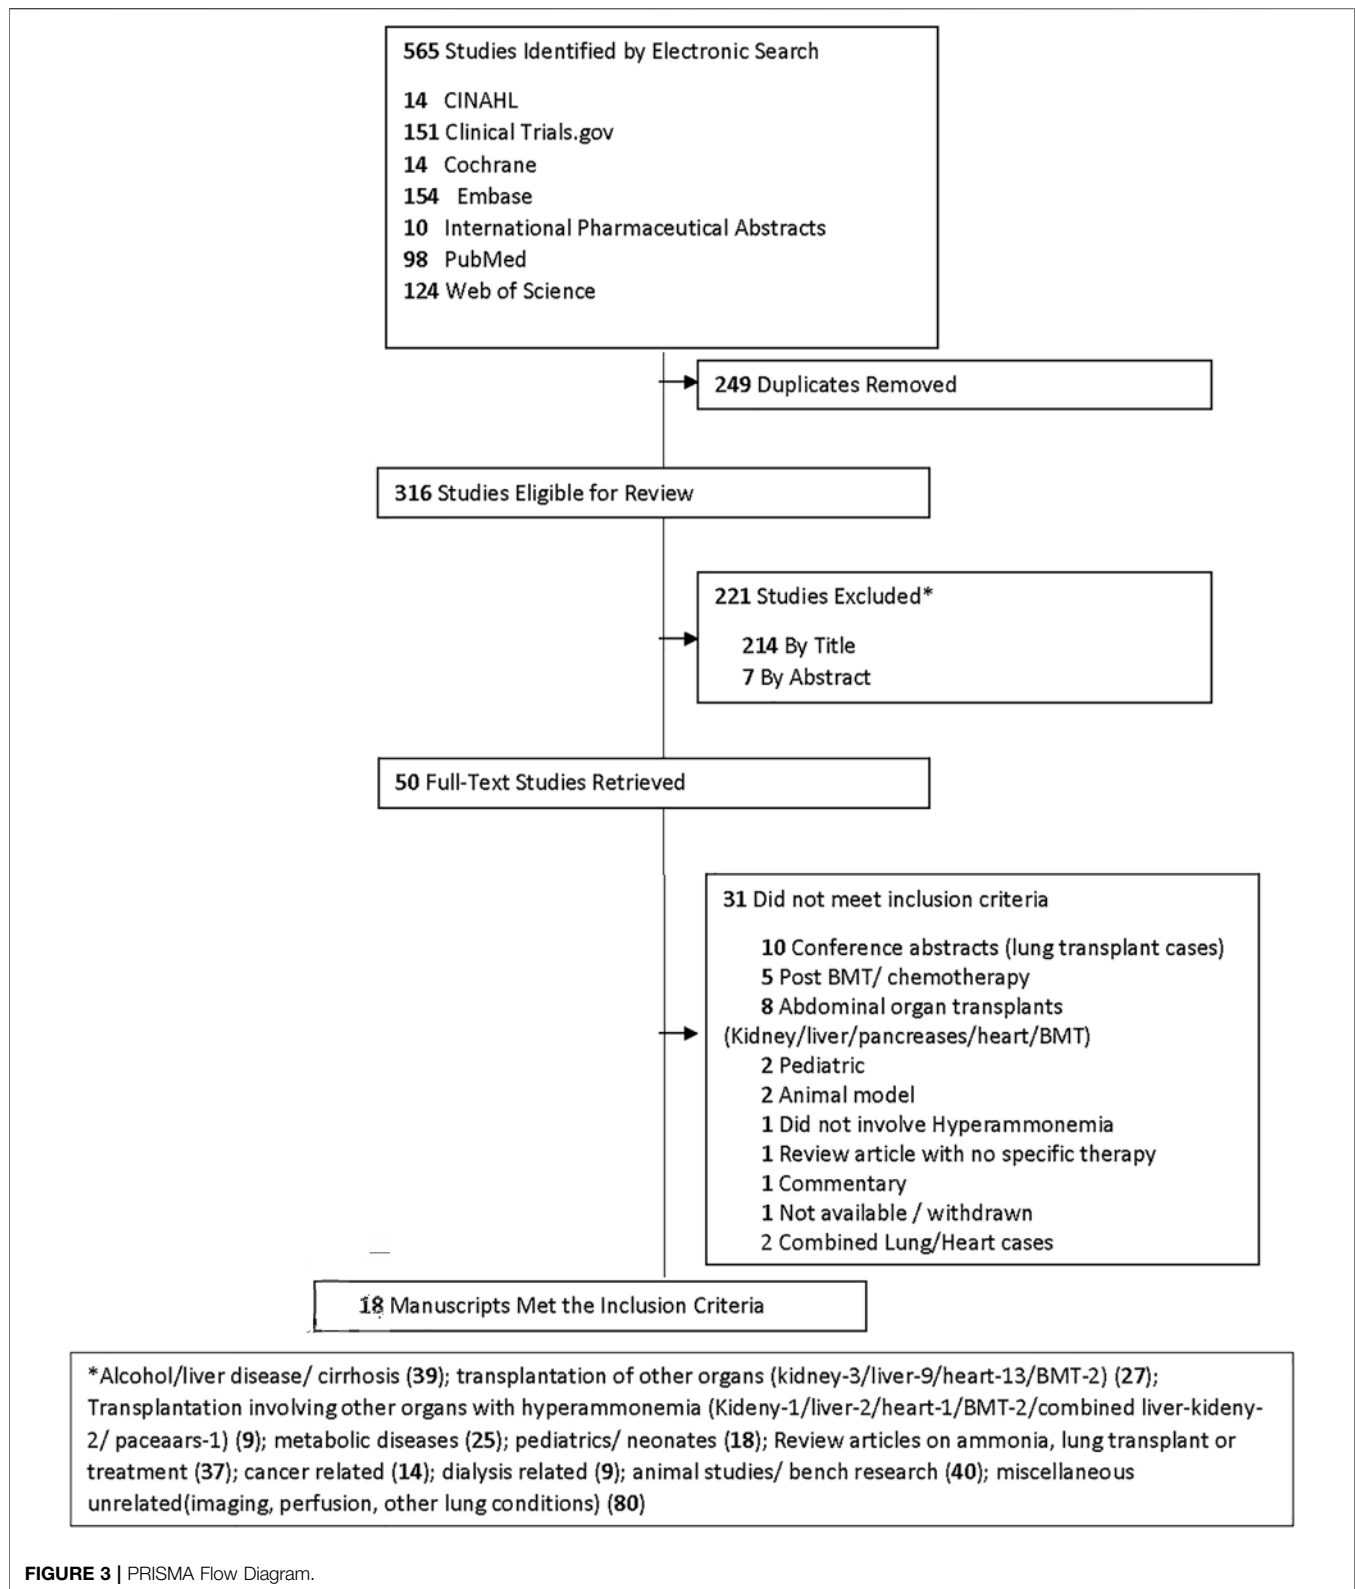 565 Studies Identified by Electronic Search
14 CINAHL
151 Clinical Trials.gov
14 Cochrane
154 Embase
10 International Pharmaceutical Abstracts
98 PubMed
124 Web of Science
249 Duplicates Removed
316 Studies Eligible for Review
221 Studies Excluded*
214 By Title
7 By Abstract
50 Full-Text Studies Retrieved
31 Did not meet inclusion criteria
10 Conference abstracts (lung transplant cases)
5 Post BMT/ chemotherapy
8 Abdominal organ transplants
(Kidney/liver/pancreases/heart/BMT)
2 Pediatric
2 Animal model
1 Did not involve Hyperammonemia
1 Review article with no specific therapy
1 Commentary
1 Not available / withdrawn
2 Combined Lung/Heart cases
18 Manuscripts Met the Inclusion Criteria
*Alcohol/liver disease/ cirrhosis (39); transplantation of other organs (kidney-3/liver-9/heart-13/BMT-2) (27);
Transplantation involving other organs with hyperammonemia (Kideny-1/liver-2/heart-1/BMT-2/combined liver-kideny-
2/ paceaars-1) (9); metabolic diseases (25); pediatrics/ neonates (18); Review articles on ammonia, lung transplant or
treatment (37); cancer related (14); dialysis related (9); animal studies/ bench research (40); miscellaneous
unrelated(imaging, perfusion, other lung conditions) (80)
FIGURE 3 | PRISMA Flow Diagram.